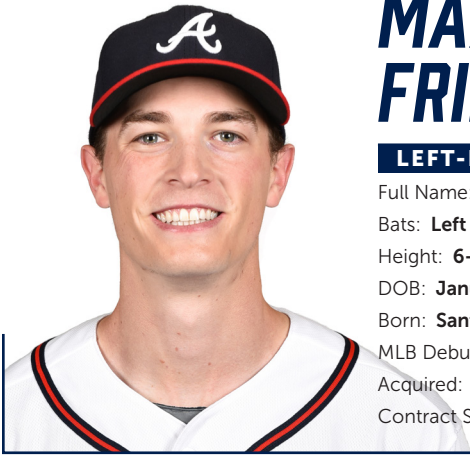 MA
FRI
LEFT-
Full Name
Bats: Left
Height: 6-
DOB: Jan
Born: San
MLB Debu
Acquired:
Contract S
A